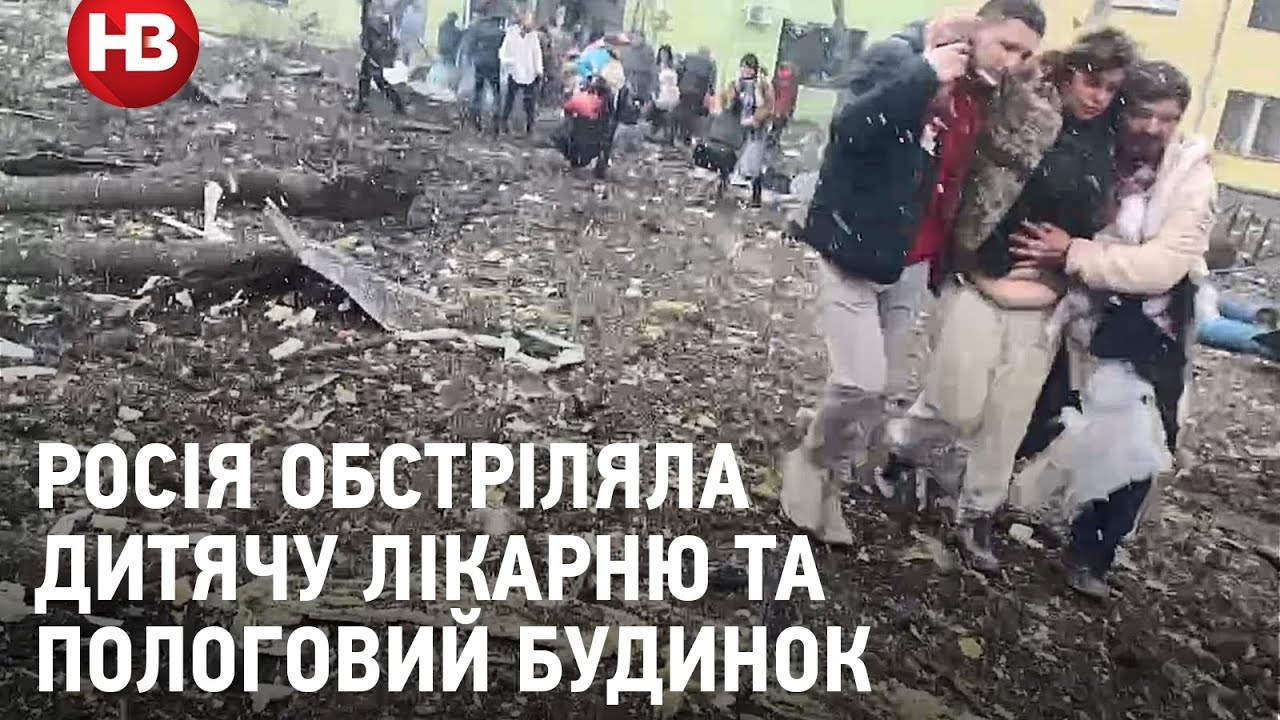 НВ
РОСІЯ ОБСТРІЛЯЛА
ДИТЯЧУ ЛІКАРНЮ ТА
ПОЛОГОВИЙ БУДИНОК